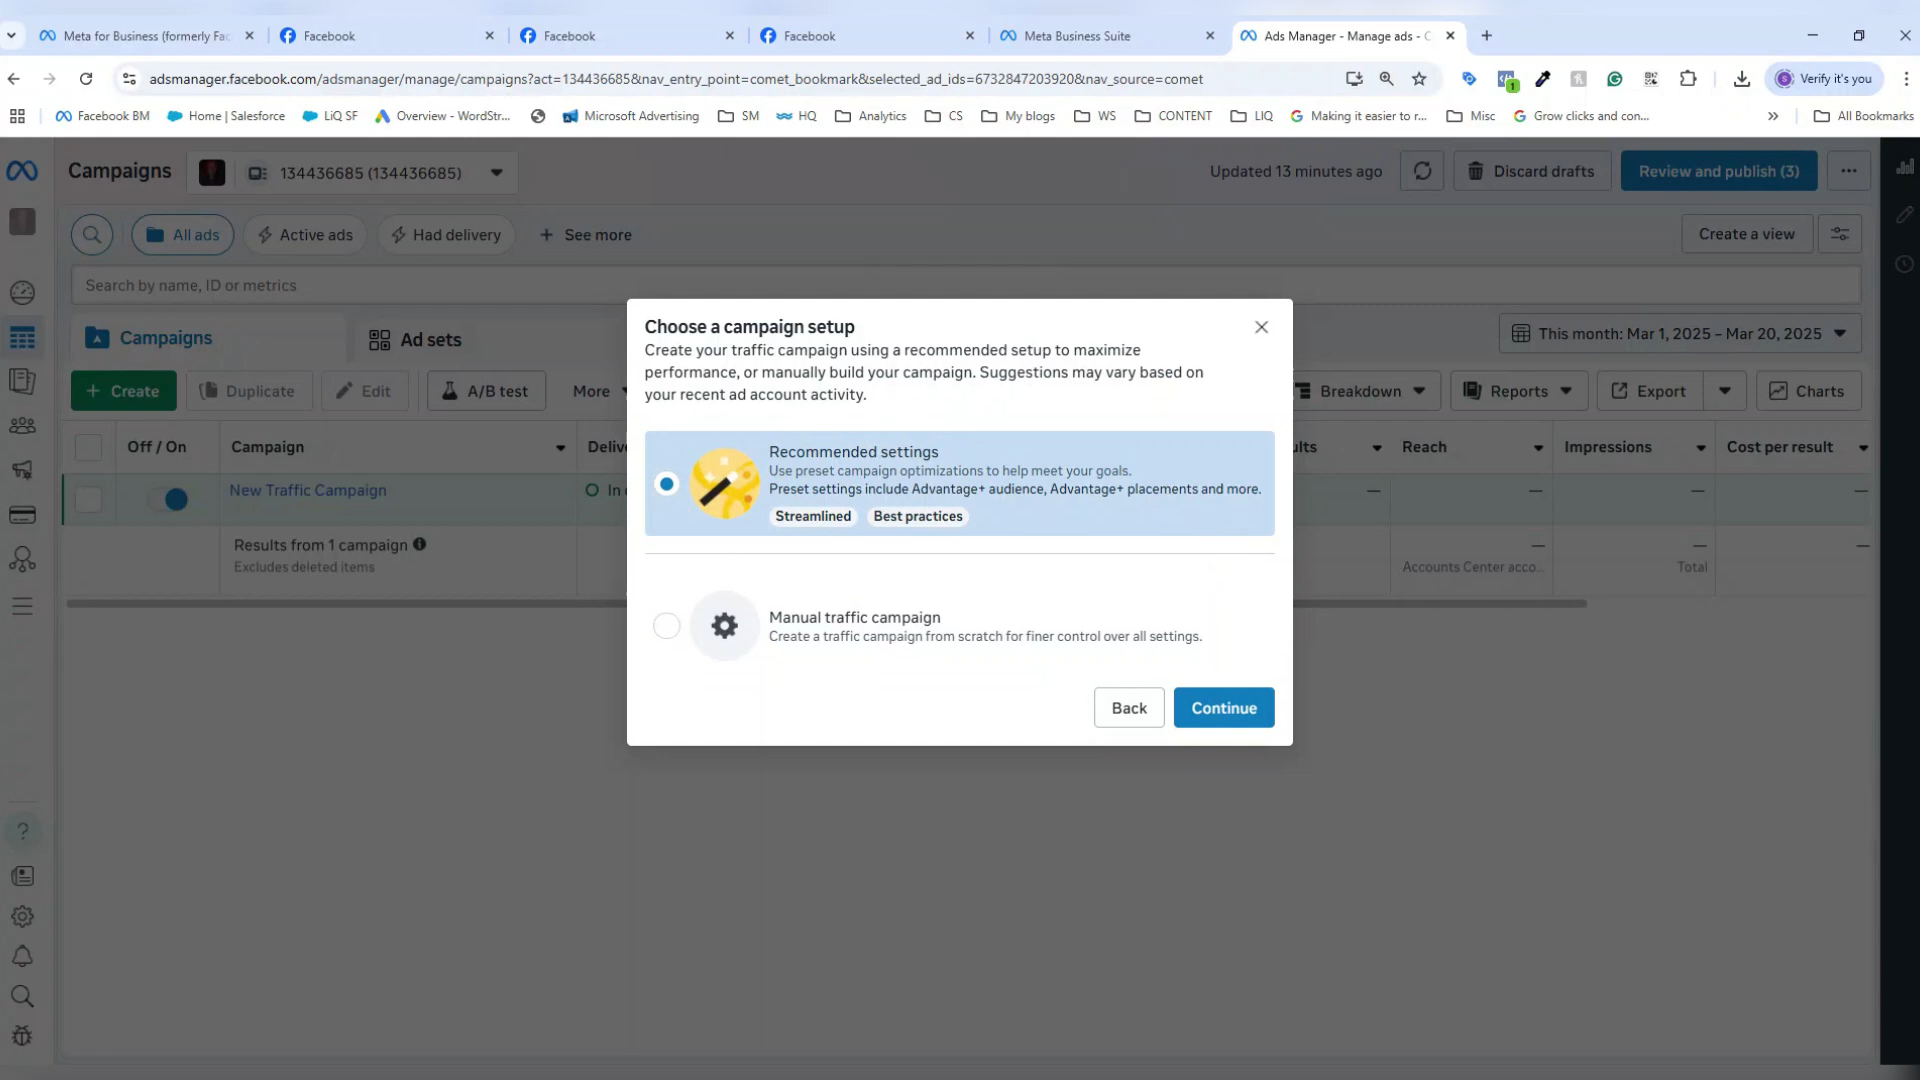 Meta for Business (formerly Fac
Facebook
Facebook
Facebook
Meta Business Suite
Ads Manager - Manage ads - C
adsmanager.facebook.com/adsmanager/manage/campaigns?act=134436685&nav_entry_point=comet_bookmark&selected_ad_ids=6732847203920&nav_source=comet
1
S
Verify it's you
Facebook BM
Home | Salesforce
LiQ SF
Overview - WordStr...
Microsoft Advertising
SM
HQ
Analytics
CS
My blogs
WS
CONTENT
LIQ
Making it easier to r...
Misc
Grow clicks and con...
All Bookmarks
Campaigns
134436685 (134436685)
Updated 13 minutes ago
Discard drafts
Review and publish (3)
All ads
Active ads
Had delivery
See more
Create a view
Search by name, ID or metrics
Campaigns
Ad sets
This month: Mar 1, 2025 – Mar 20, 2025
Create
Duplicate
Edit
A/B test
More
Breakdown
Reports
Export
Charts
Off / On
Campaign
Delive
ults
Reach
Impressions
Cost per result
New Traffic Campaign
In
—
—
—
—
Results from 1 campaign
Excludes deleted items
—
Accounts Center acco...
—
Total
—
Choose a campaign setup
Create your traffic campaign using a recommended setup to maximize
performance, or manually build your campaign. Suggestions may vary based on
your recent ad account activity.
Recommended settings
Use preset campaign optimizations to help meet your goals.
Preset settings include Advantage+ audience, Advantage+ placements and more.
Streamlined
Best practices
Manual traffic campaign
Create a traffic campaign from scratch for finer control over all settings.
Back
Continue